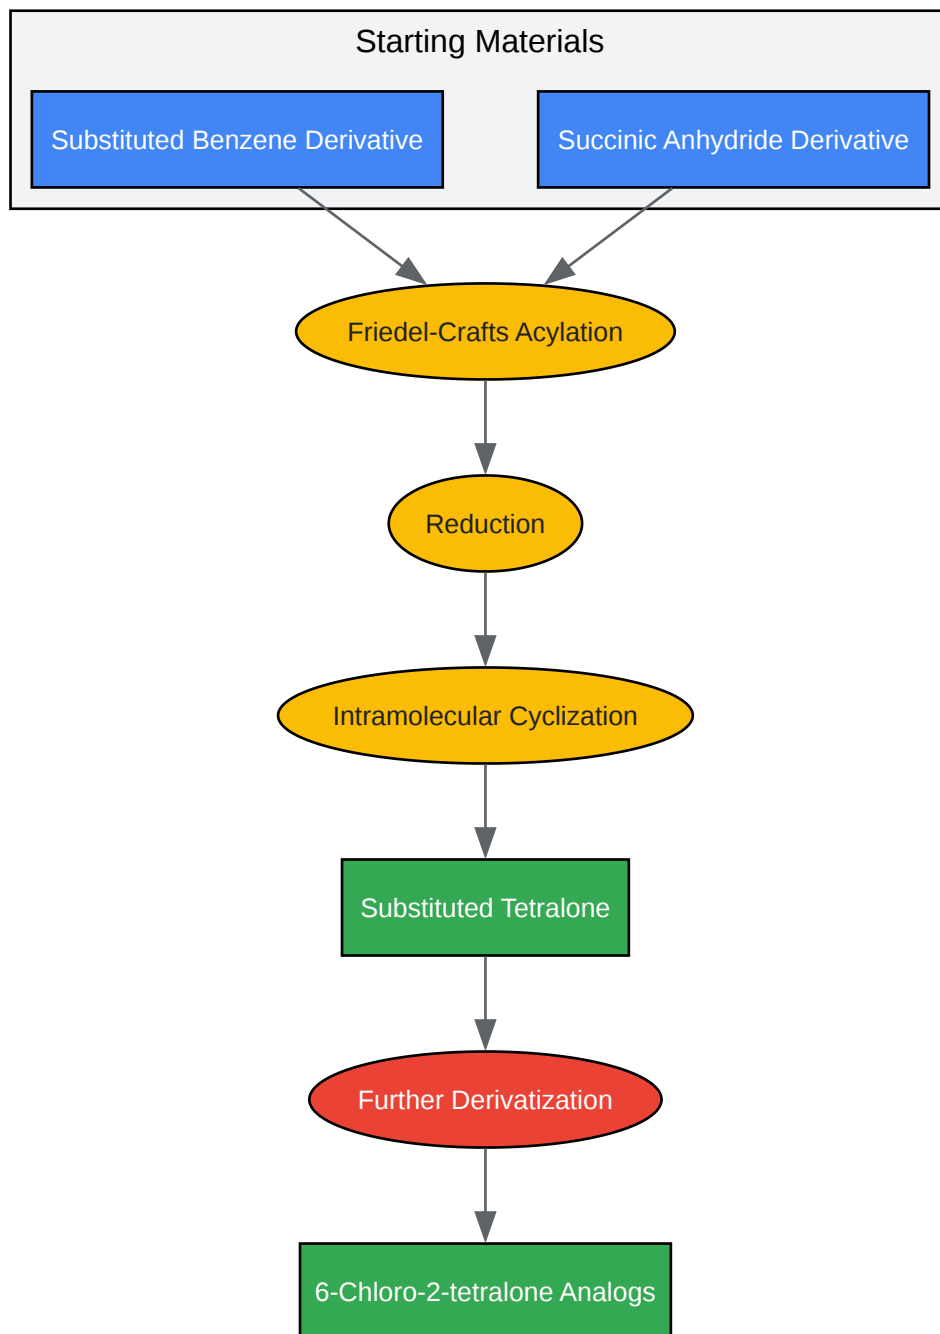 Starting Materials
Substituted Benzene Derivative
Succinic Anhydride Derivative
Friedel-Crafts Acylation
Reduction
Intramolecular Cyclization
Substituted Tetralone
Further Derivatization
6-Chloro-2-tetralone Analogs